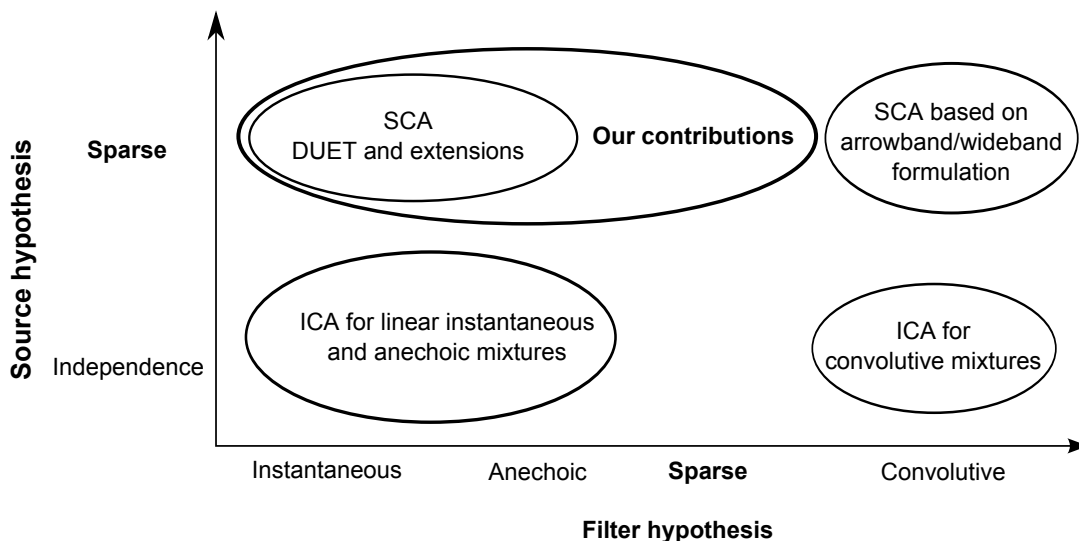 SCA
DUET and extensions
Our contributions
SCA based on
arrowband/wideband
formulation
Sparse
Source hypothesis
ICA for linear instantaneous
and anechoic mixtures
ICA for
convolutive mixtures
Independence
Instantaneous
Anechoic
Sparse
Convolutive
Filter hypothesis